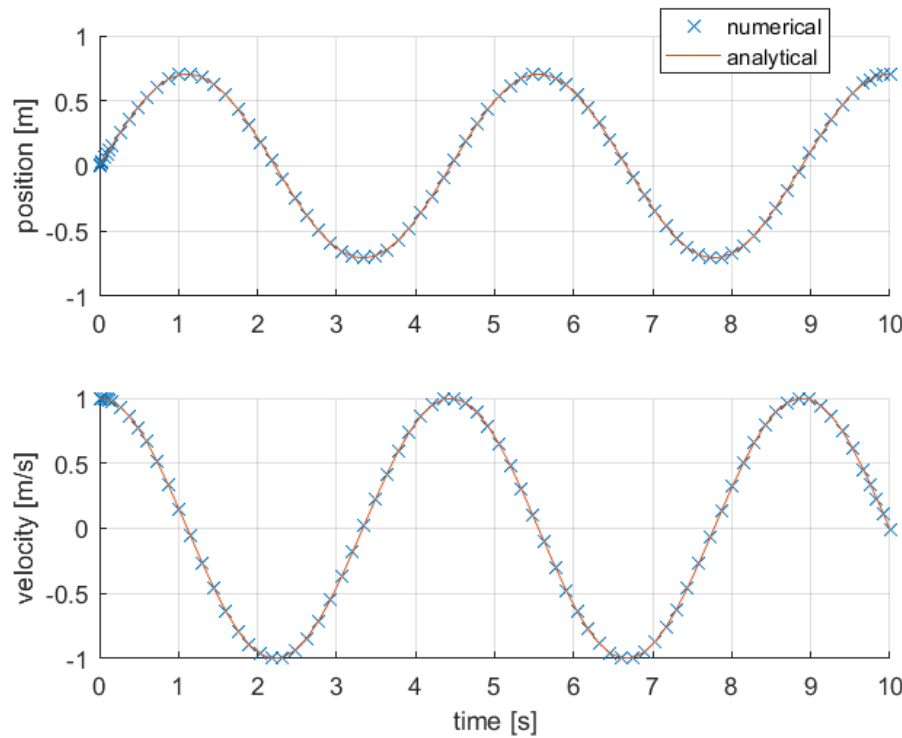 numerical
analytical
1
0.5
0
-0.5
-1
position [m]
0 1 2 3 4 5 6 7 8 9 10
1
0.5
0
-0.5
-1
velocity [m/s]
0 1 2 3 4 5 6 7 8 9 10
time [s]